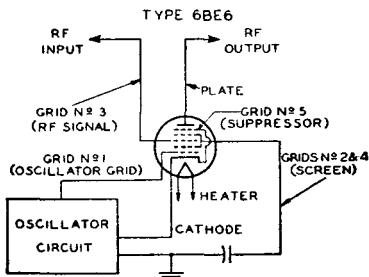 TYPE 6BE6
RF
INPUT
RF
OUTPUT
PLATE
GRID Nº 3
(RF SIGNAL)
GRID Nº 5
(SUPPRESSOR)
GRID Nº 1
(OSCILLATOR GRID)
GRIDS Nº 2&4
(SCREEN)
HEATER
OSCILLATOR
CIRCUIT
CATHODE